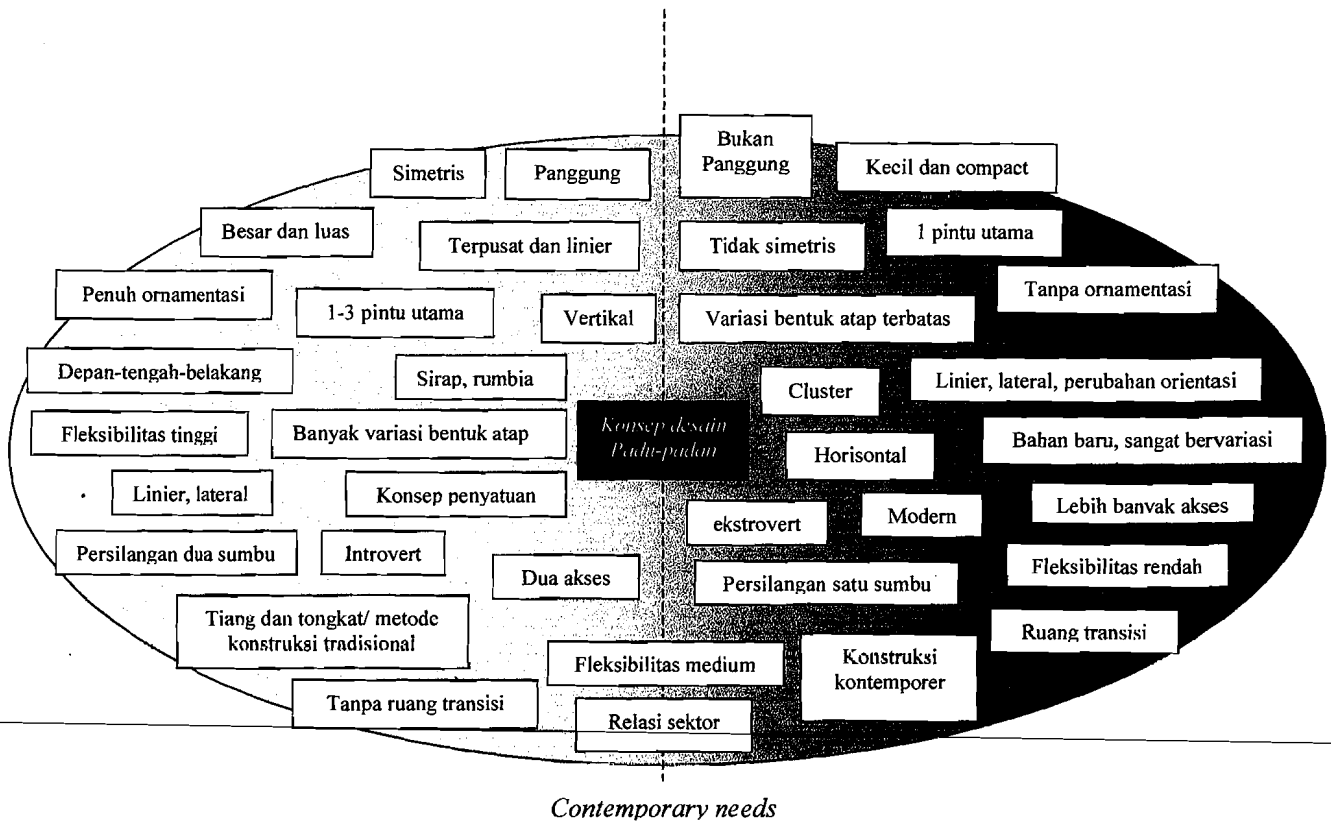 Bukan
Panggung
Simetris
Panggung
Kecil dan compact
Besar dan luas
Terpusat dan linier
Tidak simetris
1 pintu utama
Penuh ornamentasi
1-3 pintu utama
Vertikal
Variasi bentuk atap terbatas
Tanpa ornamentasi
Depan-tengah-belakang
Sirap, rumbia
Cluster
Linier, lateral, perubahan orientasi
Fleksibilitas tinggi
Banyak variasi bentuk atap
Konsep desain
Padu-padan
Horisontal
Bahan baru, sangat bervariasi
Linier, lateral
Konsep penyatuan
ekstrovert
Modern
Lebih banyak akses
Persilangan dua sumbu
Introvert
Dua akses
Persilangan satu sumbu
Fleksibilitas rendah
Tiang dan tongkat/ metode
konstruksi tradisional
Fleksibilitas medium
Konstruksi
kontemporer
Ruang transisi
Tanpa ruang transisi
Relasi sektor
Contemporary needs